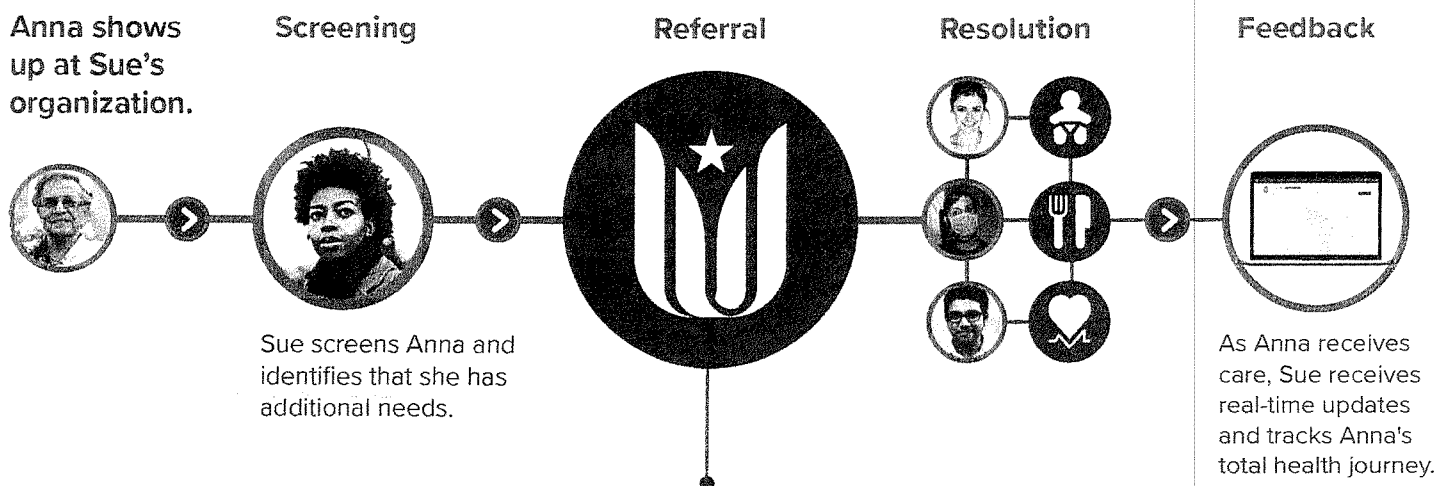 Anna shows
up at Sue's
organization.
Screening
Referral
Resolution
Feedback
Sue screens Anna and
identifies that she has
additional needs.
As Anna receives
care, Sue receives
real-time updates
and tracks Anna's
total health journey.